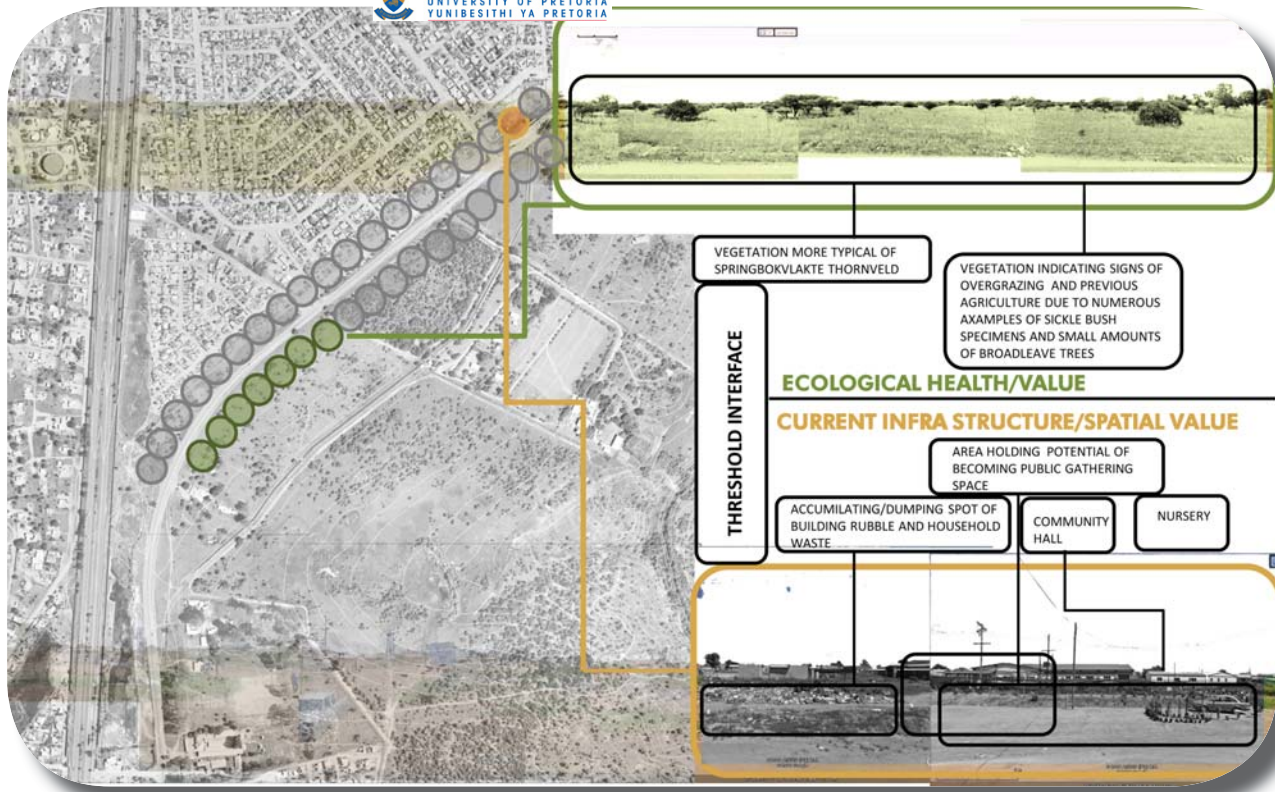 UNIVERSITY OF PRETORIA
YUNIBESITHI YA PRETORIA
VEGETATION MORE TYPICAL OF
SPRINGBOKVLAKTE THORNVELD
VEGETATION INDICATING SIGNS OF
OVERGRAZING AND PREVIOUS
AGRICULTURE DUE TO NUMEROUS
AXAMPLES OF SICKLE BUSH
SPECIMENS AND SMALL AMOUNTS
OF BROADLEAVE TREES
THRESHOLD INTERFACE
ECOLOGICAL HEALTH/VALUE
CURRENT INFRA STRUCTURE/SPATIAL VALUE
AREA HOLDING POTENTIAL OF
BECOMING PUBLIC GATHERING
SPACE
ACCUMILATING/DUMPING SPOT OF
BUILDING RUBBLE AND HOUSEHOLD
WASTE
COMMUNITY
HALL
NURSERY